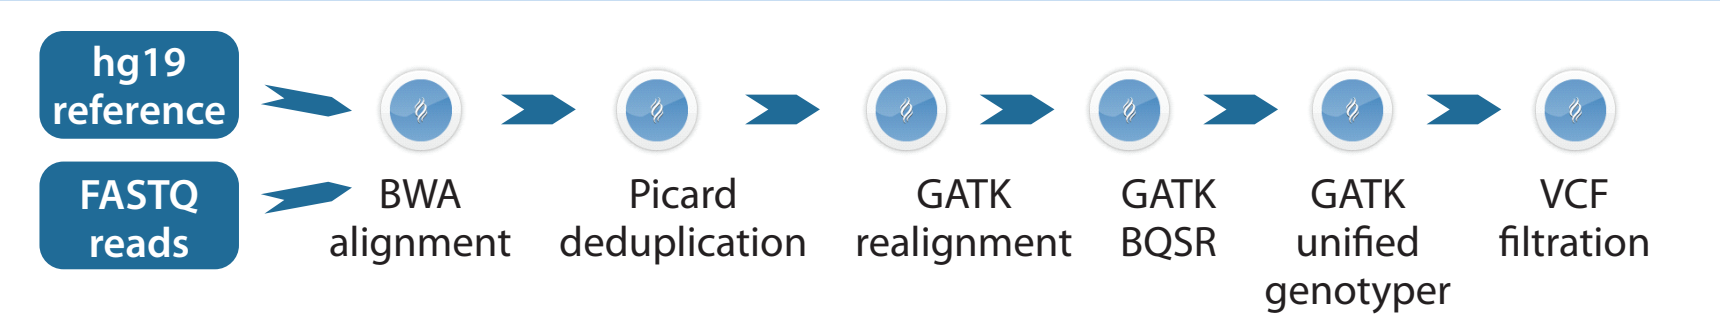 hg19
reference
FASTQ
reads
BWA
alignment
Picard
deduplication
GATK
realignment
GATK
BQSR
GATK
unified
genotyper
VCF
filtration